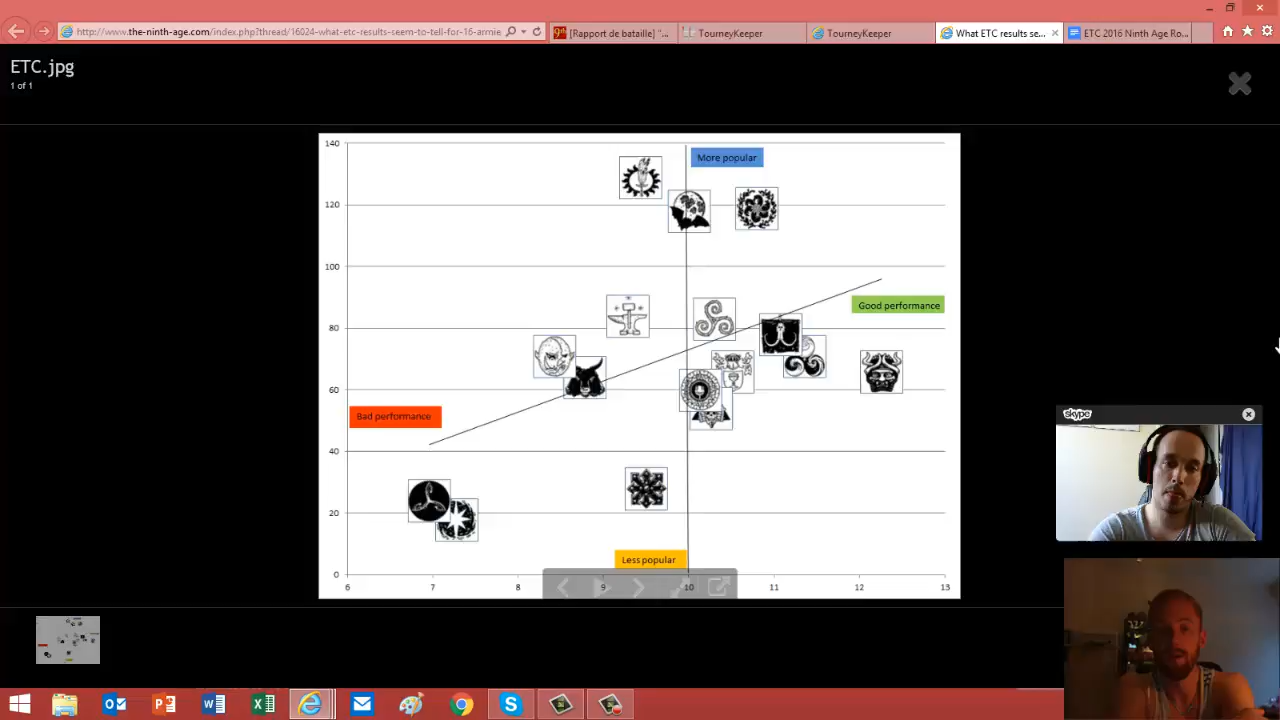 http://www.the-ninth-age.com/index.php?thread/16024-what-etc-results-seem-to-tell-for-16-armie
[Rapport de bataille] "...
TourneyKeeper
TourneyKeeper
What ETC results se...
ETC 2016 Ninth Age Ro...
ETC.jpg
1 of 1
140
120
100
80
60
40
20
0
More popular
Good performance
Bad performance
Less popular
6
7
8
9
10
11
12
13
skype